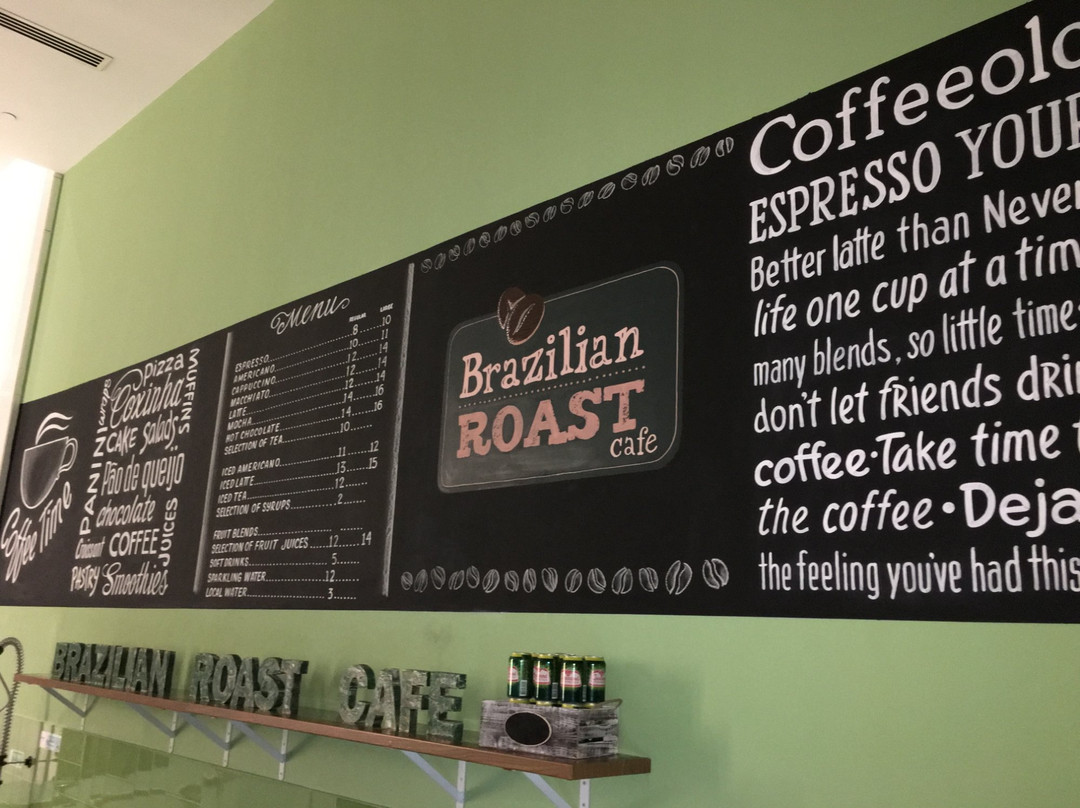 Coffee Time
PANINI
Wraps
pizza
Coxinha
MUFFINS
CAKE Salads
Pão de queijo
chocolate
Croissant COFFEE
JUICES
PASTRY Smoothies
Menu
REGULAR LARGE
ESPRESSO 8 10
AMERICANO 10 11
CAPPUCCINO 12 14
MACCHIATO 12 14
LATTE 12 14
MOCHA 14 16
HOT CHOCOLATE 14 16
SELECTION OF TEA 10
ICED AMERICANO 11 12
ICED LATTE 13 15
ICED TEA 12
SELECTION OF SYRUPS 2
FRUIT BLENDS
SELECTION OF FRUIT JUICES 12 14
SOFT DRINKS 5
SPARKLING WATER 12
LOCAL WATER 3
Brazilian
ROAST
cafe
Coffeeolo
ESPRESSO YOUR
Better latte than Never
life one cup at a tim
many blends, so little time
don't let fRiends dRi
coffee•Take time t
the coffee • Deja
the feeling you've had this
BRAZILIAN ROAST CAFE